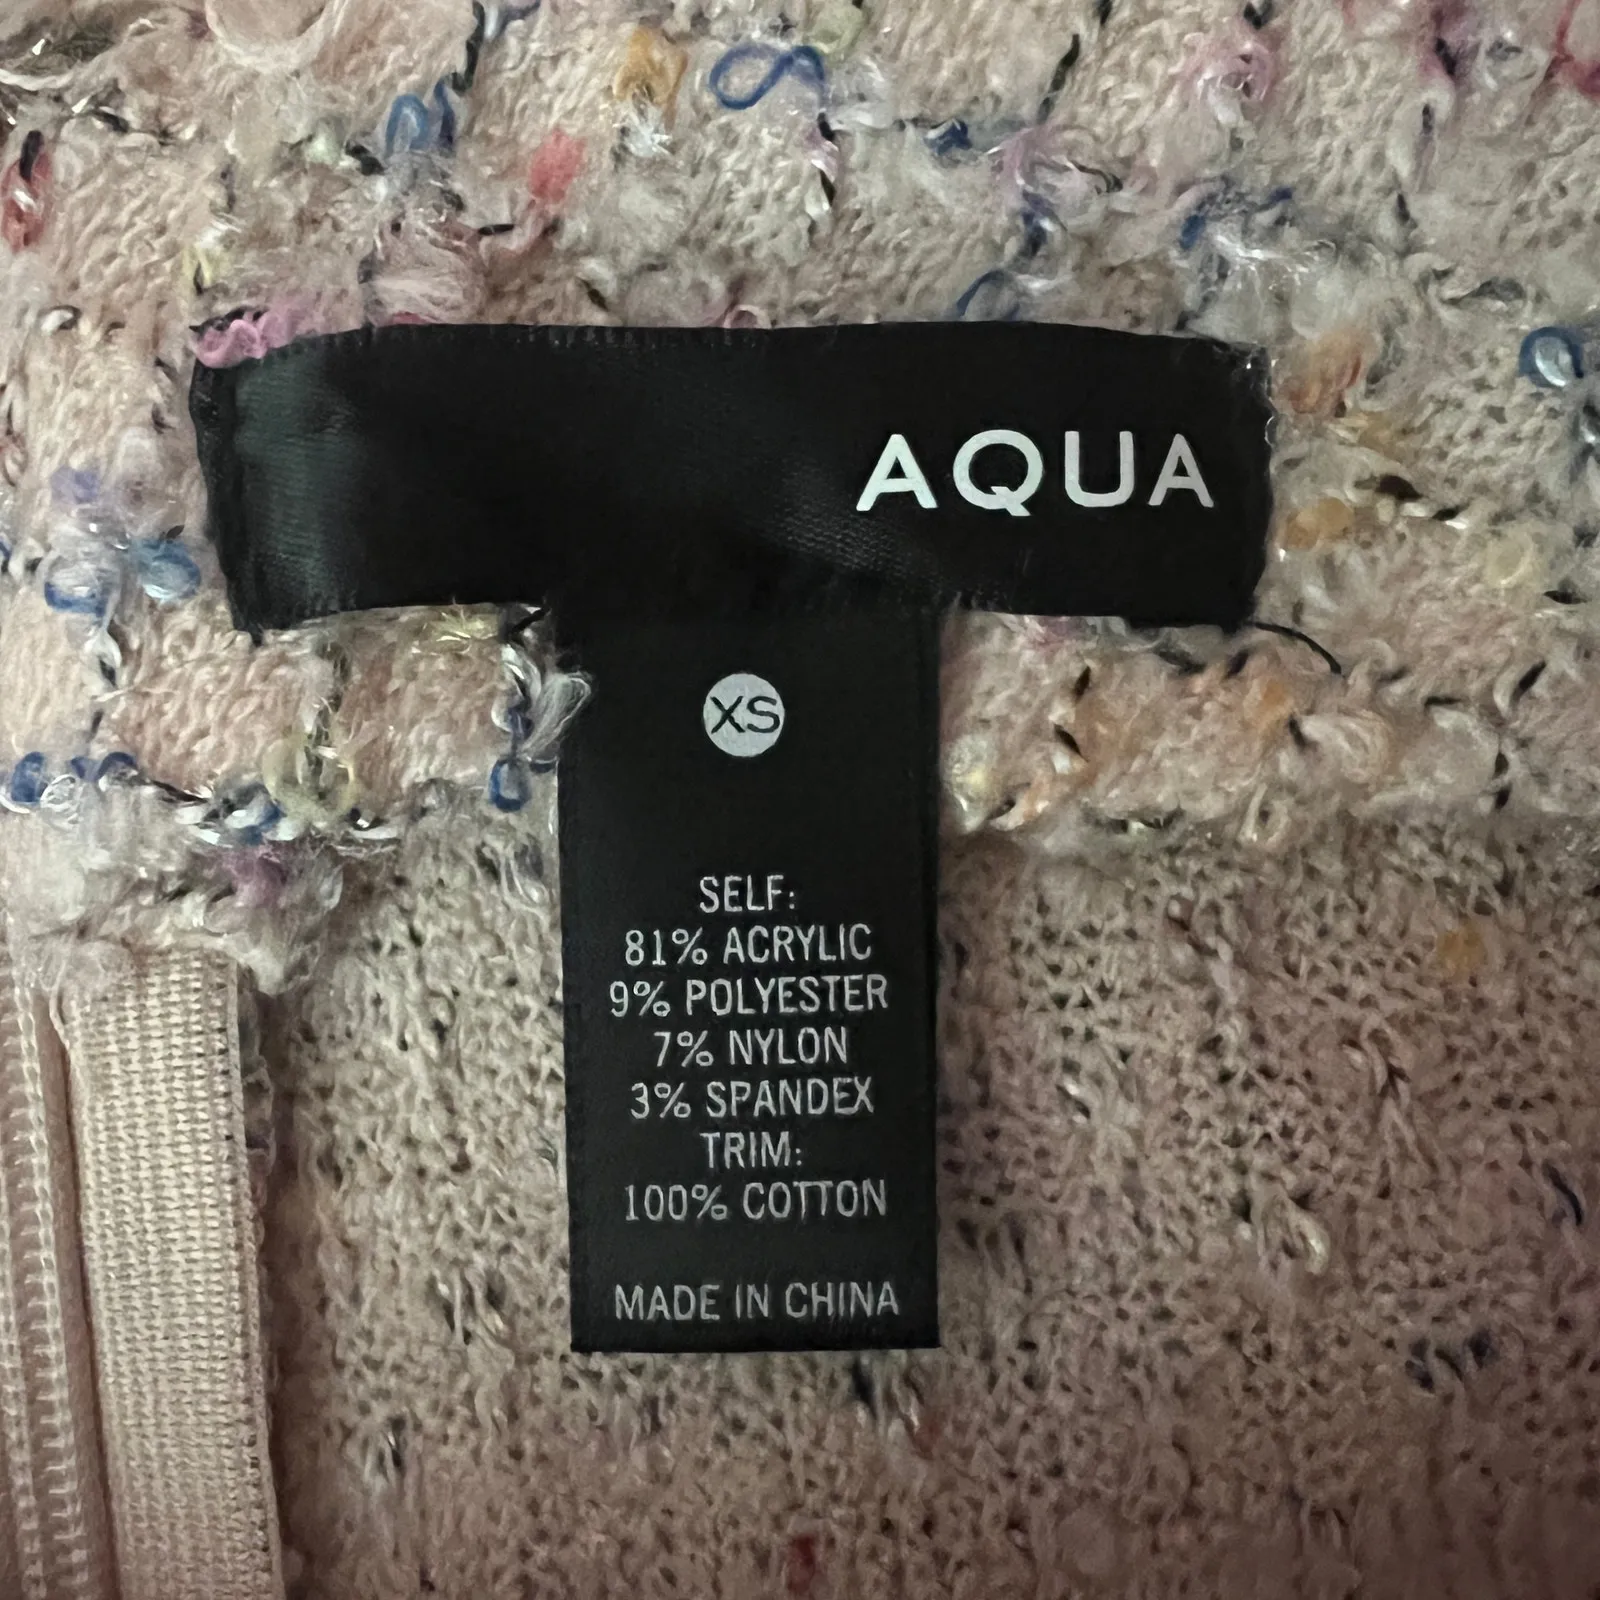 AQUA
XS
SELF:
81% ACRYLIC
9% POLYESTER
7% NYLON
3% SPANDEX
TRIM:
100% COTTON
MADE IN CHINA